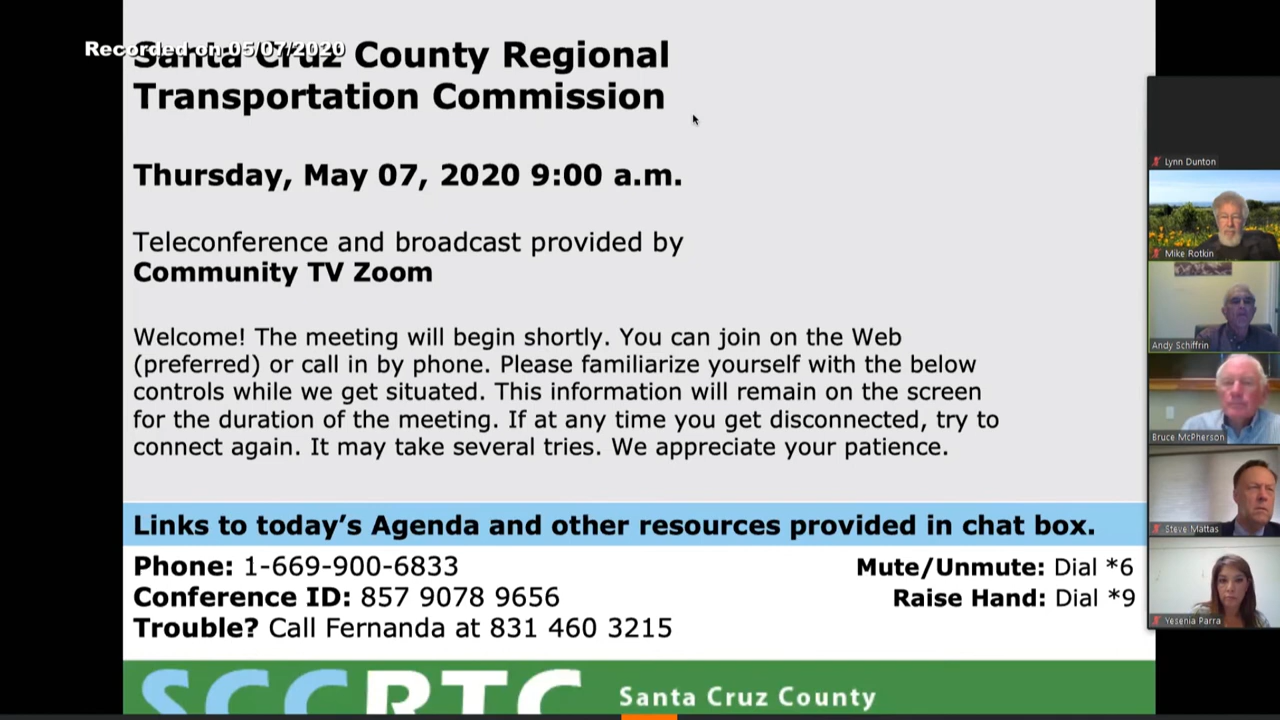 Recorded on 05/07/2020
Santa Cruz County Regional
Transportation Commission
Thursday, May 07, 2020 9:00 a.m.
Teleconference and broadcast provided by
Community TV Zoom
Welcome! The meeting will begin shortly. You can join on the Web
(preferred) or call in by phone. Please familiarize yourself with the below
controls while we get situated. This information will remain on the screen
for the duration of the meeting. If at any time you get disconnected, try to
connect again. It may take several tries. We appreciate your patience.
Links to today’s Agenda and other resources provided in chat box.
Phone: 1-669-900-6833
Conference ID: 857 9078 9656
Trouble? Call Fernanda at 831 460 3215
Mute/Unmute: Dial *6
Raise Hand: Dial *9
SCCRTC
Santa Cruz County
Lynn Dunton
Mike Rotkin
Andy Schiffrin
Bruce McPherson
Steve Mattas
Yesenia Parra